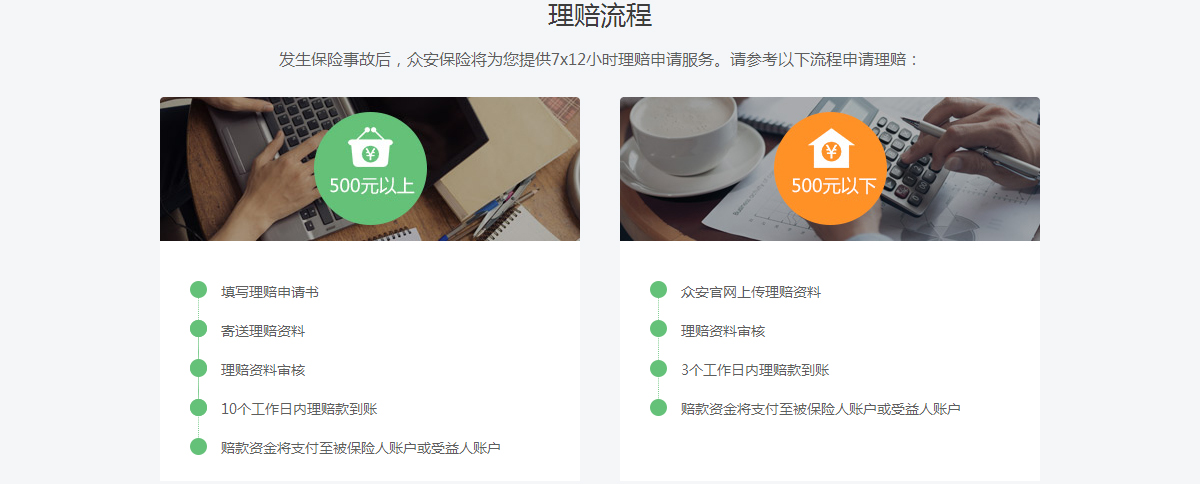 理赔流程
发生保险事故后，众安保险将为您提供7x12小时理赔申请服务。请参考以下流程申请理赔：
¥
500元以上
填写理赔申请书
寄送理赔资料
理赔资料审核
10个工作日内理赔款到账
赔款资金将支付至被保险人账户或受益人账户
¥
500元以下
众安官网上传理赔资料
理赔资料审核
3个工作日内理赔款到账
赔款资金将支付至被保险人账户或受益人账户